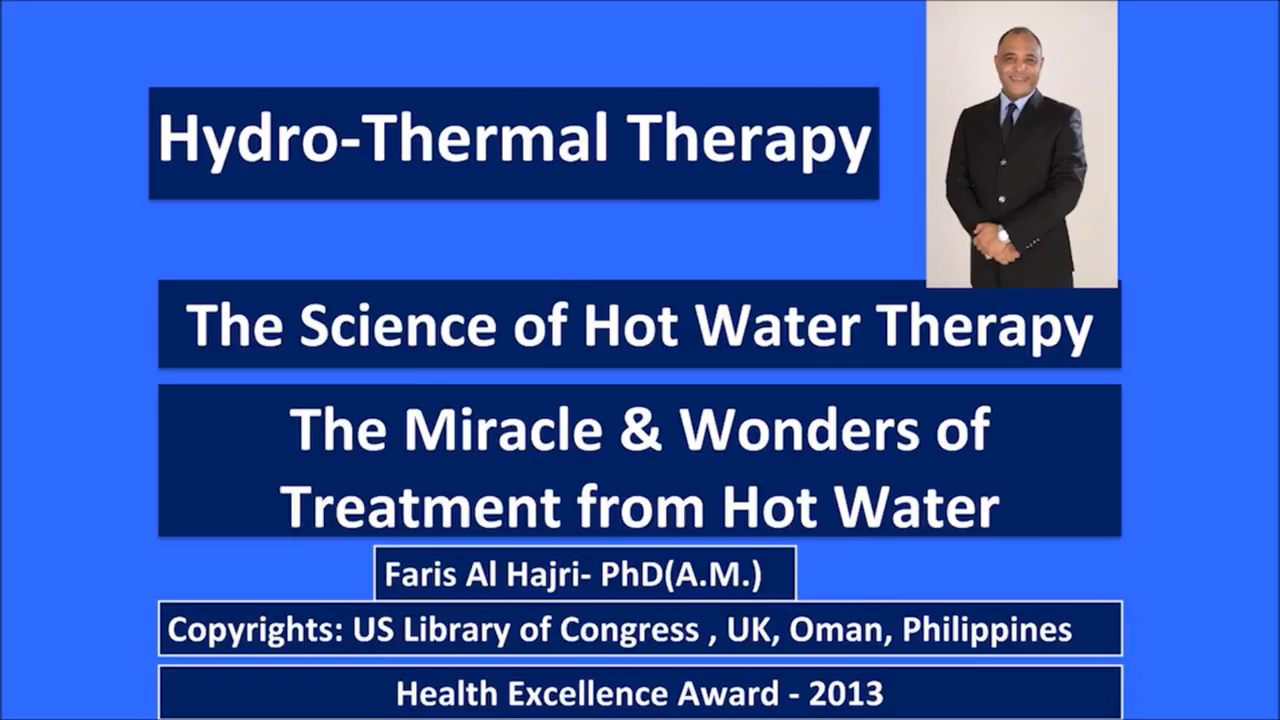 Hydro-Thermal Therapy
The Science of Hot Water Therapy
The Miracle & Wonders of
Treatment from Hot Water
Faris Al Hajri- PhD(A.M.)
Copyrights: US Library of Congress , UK, Oman, Philippines
Health Excellence Award - 2013